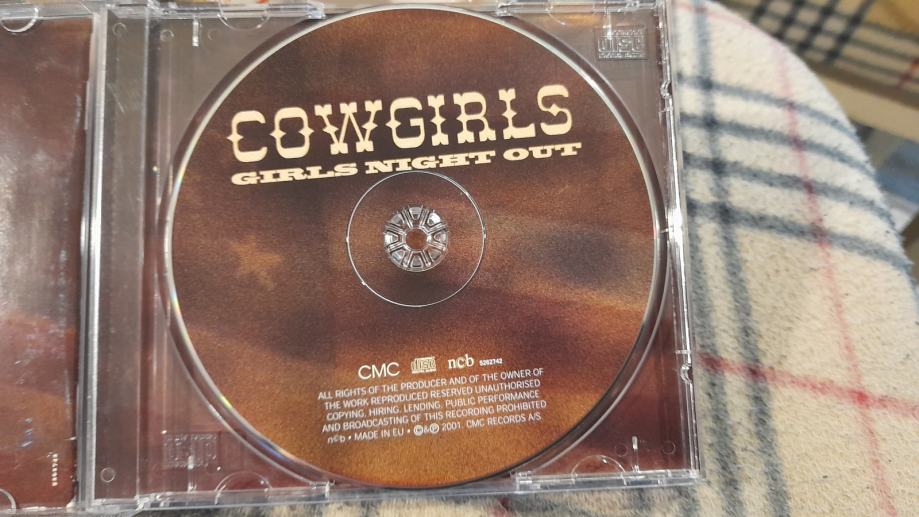 COWGIRLS
GIRLS NIGHT OUT
CMC disc ncb 5262742
ALL RIGHTS OF THE PRODUCER AND OF THE OWNER OF
THE WORK REPRODUCED RESERVED UNAUTHORISED
COPYING, HIRING, LENDING, PUBLIC PERFORMANCE
AND BROADCASTING OF THIS RECORDING PROHIBITED
ncb • MADE IN EU • ©&℗ 2001. CMC RECORDS A/S.